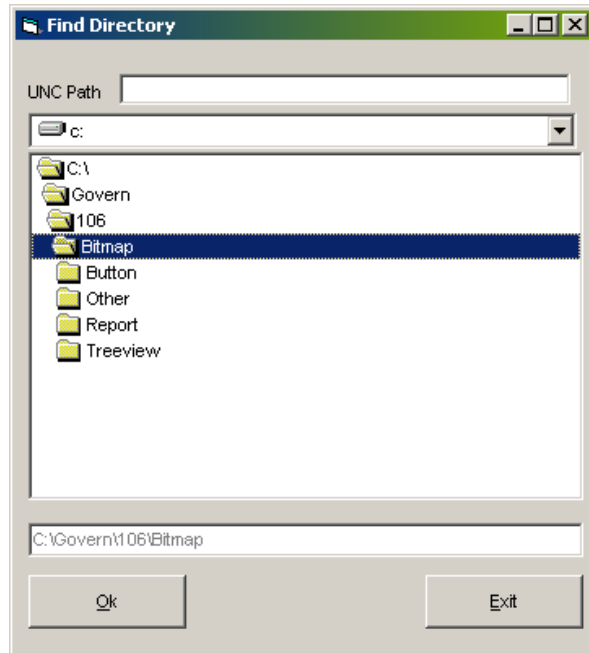 Find Directory
UNC Path
c:
C:\
Govern
106
Bitmap
Button
Other
Report
Treeview
C:\Govern\106\Bitmap
Ok Exit